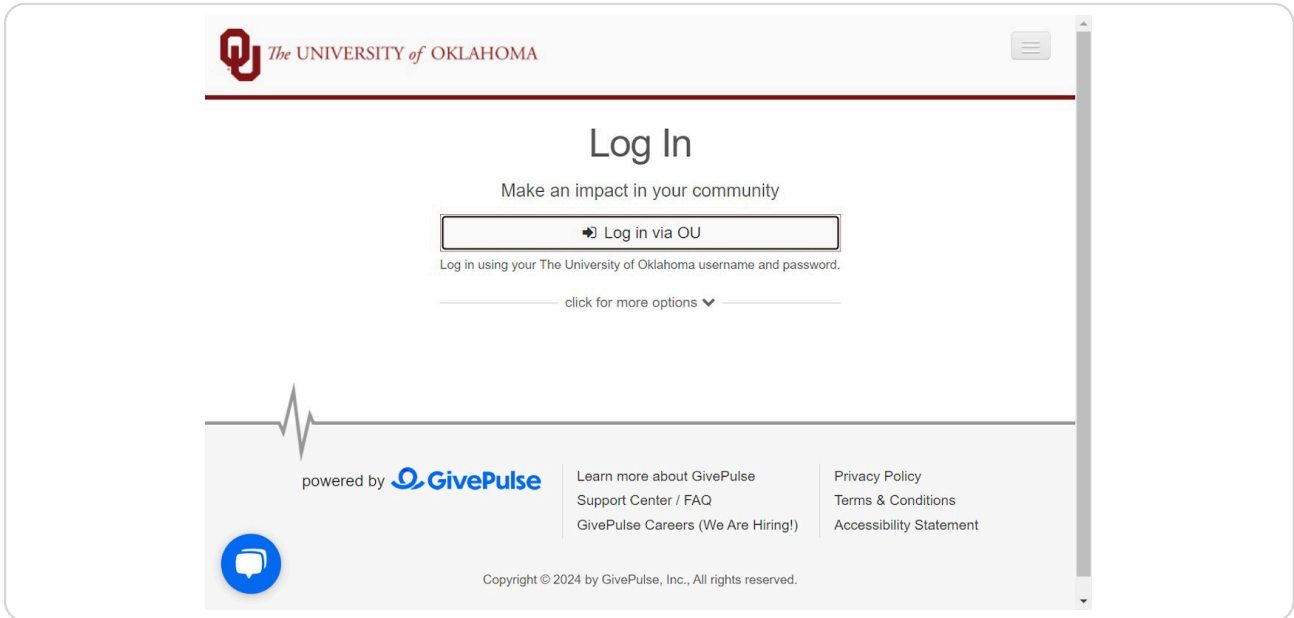 The UNIVERSITY of OKLAHOMA
Log In
Make an impact in your community
Log in via OU
Log in using your The University of Oklahoma username and password.
click for more options
powered by GivePulse
Learn more about GivePulse
Support Center / FAQ
GivePulse Careers (We Are Hiring!)
Privacy Policy
Terms & Conditions
Accessibility Statement
Copyright © 2024 by GivePulse, Inc., All rights reserved.